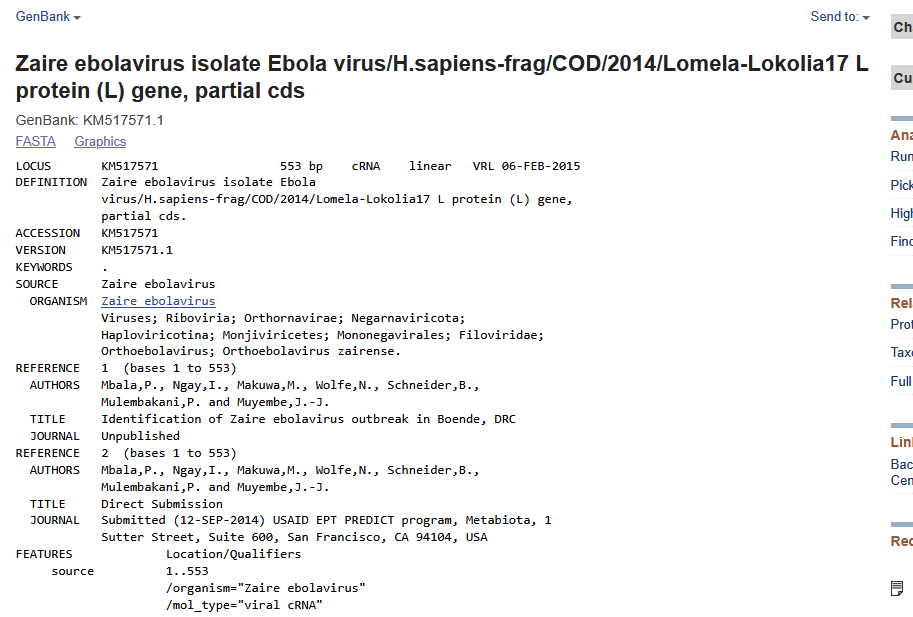 GenBank
Send to:
Zaire ebolavirus isolate Ebola virus/H.sapiens-frag/COD/2014/Lomela-Lokolia17 L
protein (L) gene, partial cds
GenBank: KM517571.1
FASTA Graphics
LOCUS KM517571 553 bp cRNA linear VRL 06-FEB-2015
DEFINITION Zaire ebolavirus isolate Ebola
virus/H.sapiens-frag/COD/2014/Lomela-Lokolia17 L protein (L) gene,
partial cds.
ACCESSION KM517571
VERSION KM517571.1
KEYWORDS .
SOURCE Zaire ebolavirus
ORGANISM Zaire ebolavirus
Viruses; Riboviria; Orthornavirae; Negarnaviricota;
Haploviricotina; Monjiviricetes; Mononegavirales; Filoviridae;
Orthoebolavirus; Orthoebolavirus zairense.
REFERENCE 1 (bases 1 to 553)
AUTHORS Mbala,P., Ngay,I., Makuwa,M., Wolfe,N., Schneider,B.,
Mulembakani,P. and Muyembe,J.-J.
TITLE Identification of Zaire ebolavirus outbreak in Boende, DRC
JOURNAL Unpublished
REFERENCE 2 (bases 1 to 553)
AUTHORS Mbala,P., Ngay,I., Makuwa,M., Wolfe,N., Schneider,B.,
Mulembakani,P. and Muyembe,J.-J.
TITLE Direct Submission
JOURNAL Submitted (12-SEP-2014) USAID EPT PREDICT program, Metabiota, 1
Sutter Street, Suite 600, San Francisco, CA 94104, USA
FEATURES Location/Qualifiers
source 1..553
/organism="Zaire ebolavirus"
/mol_type="viral cRNA"
Ch
Cu
Ana
Run
Pick
High
Find
Rel
Prot
Taxo
Full
Link
Bac
Cen
Rec